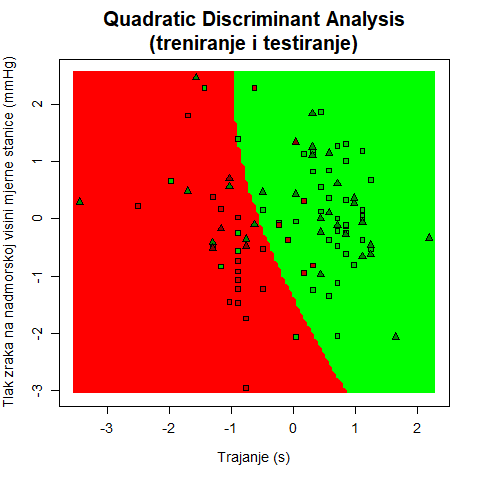 Quadratic Discriminant Analysis
(treniranje i testiranje)
Tlak zraka na nadmorskoj visini mjerne stanice (mmHg)
2
1
0
-1
-2
-3
-3 -2 -1 0 1 2
Trajanje (s)